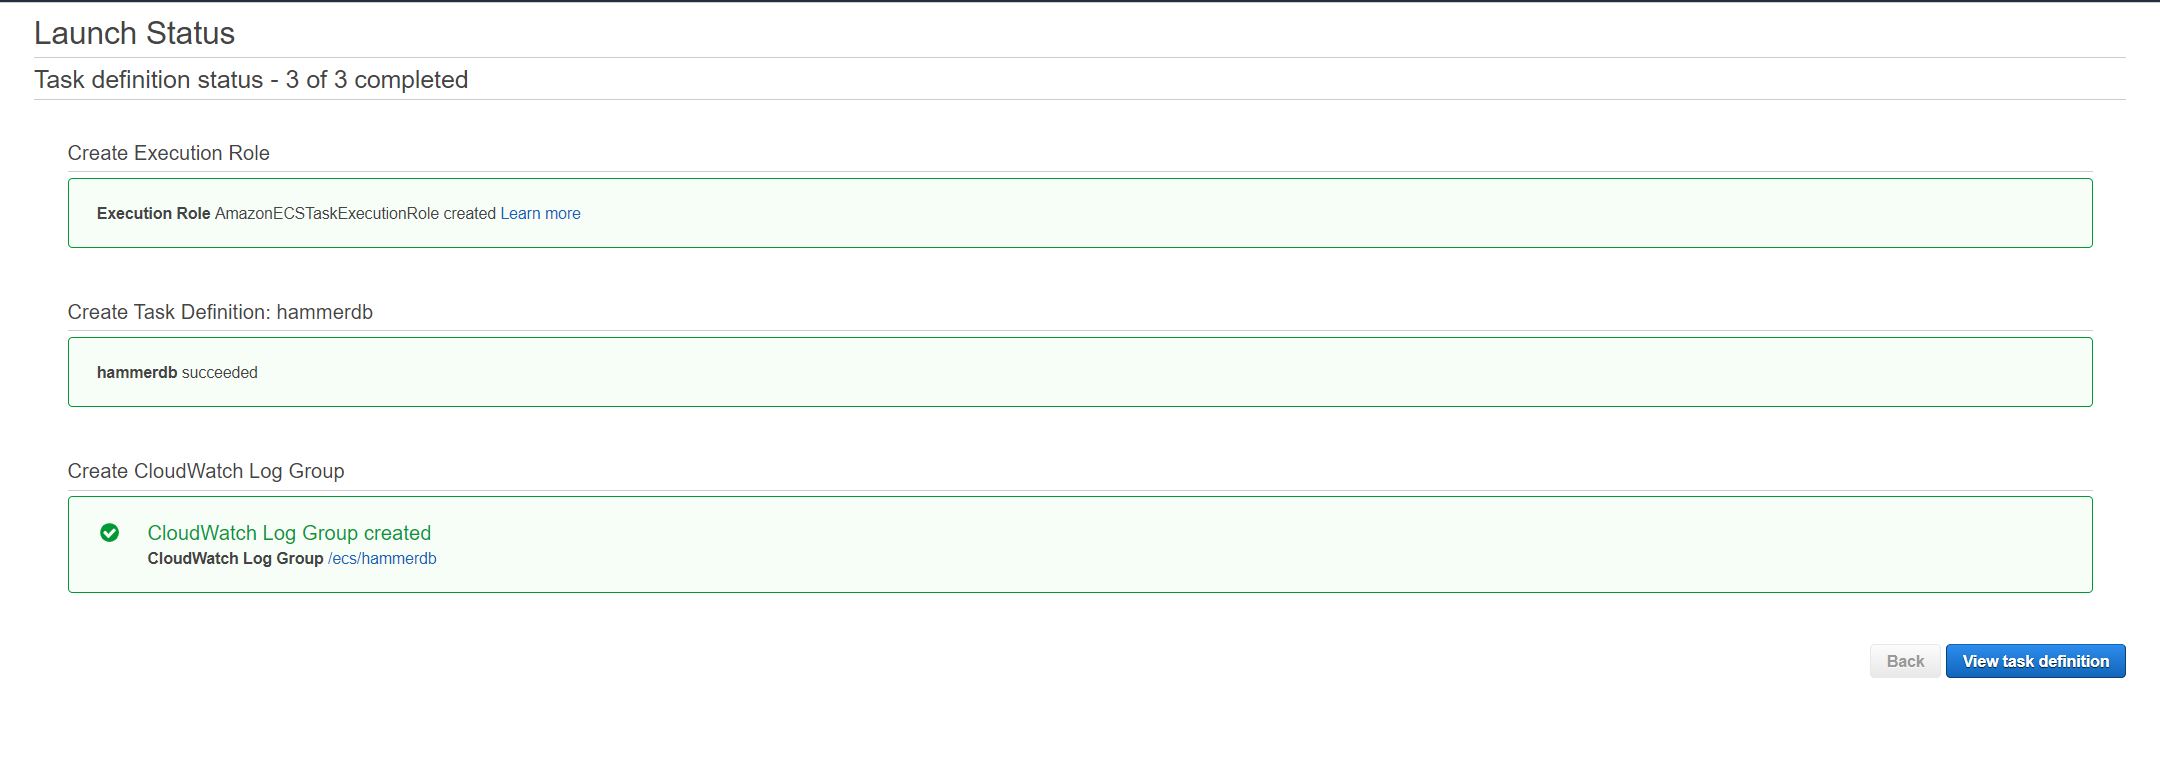 Launch Status
Task definition status - 3 of 3 completed
Create Execution Role
Execution Role AmazonECSTaskExecutionRole created Learn more
Create Task Definition: hammerdb
hammerdb succeeded
Create CloudWatch Log Group
CloudWatch Log Group created
CloudWatch Log Group /ecs/hammerdb
Back View task definition